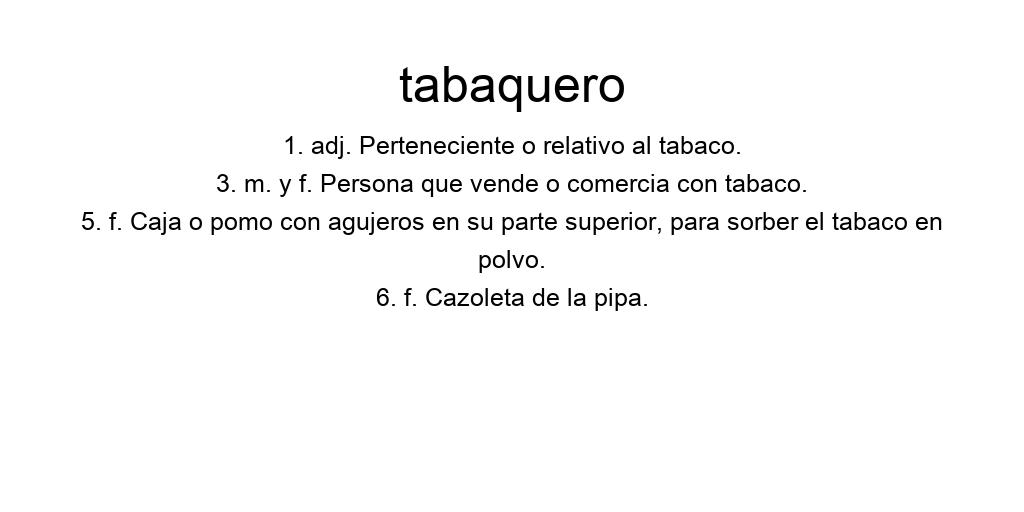 tabaquero
1. adj. Perteneciente o relativo al tabaco.
3. m. y f. Persona que vende o comercia con tabaco.
5. f. Caja o pomo con agujeros en su parte superior, para sorber el tabaco en
polvo.
6. f. Cazoleta de la pipa.